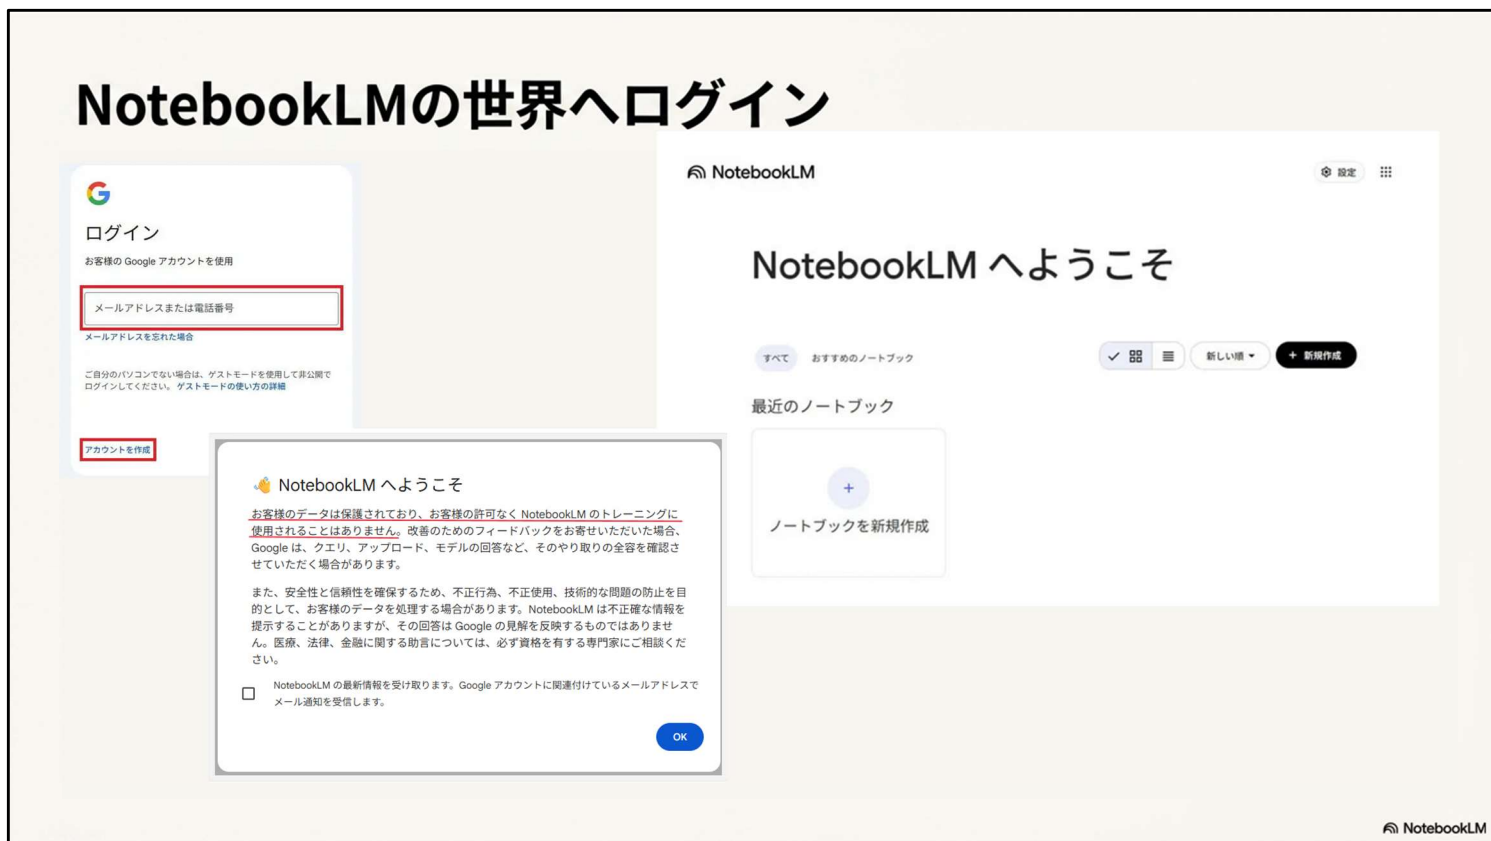 NotebookLMの世界へログイン
ログイン
お客様の Google アカウントを使用
メールアドレスまたは電話番号
メールアドレスを忘れた場合
ご自分のパソコンでない場合は、ゲストモードを使用して非公開で
ログインしてください。 ゲストモードの使い方の詳細
アカウントを作成
NotebookLM へようこそ
お客様のデータは保護されており、お客様の許可なく NotebookLM のトレーニングに
使用されることはありません。改善のためのフィードバックをお寄せいただいた場合、
Google は、クエリ、アップロード、モデルの回答など、そのやり取りの全容を確認さ
せていただく場合があります。
また、安全性と信頼性を確保するため、不正行為、不正使用、技術的な問題の防止を目
的として、お客様のデータを処理する場合があります。NotebookLM は不正確な情報を
提示することがありますが、その回答は Google の見解を反映するものではありませ
ん。医療、法律、金融に関する助言については、必ず資格を有する専門家にご相談くだ
さい。
NotebookLM の最新情報を受け取ります。Google アカウントに関連付けているメールアドレスで
メール通知を受信します。
OK
NotebookLM
設定
NotebookLM へようこそ
すべて
おすすめのノートブック
新しい順
+ 新規作成
最近のノートブック
ノートブックを新規作成
NotebookLM